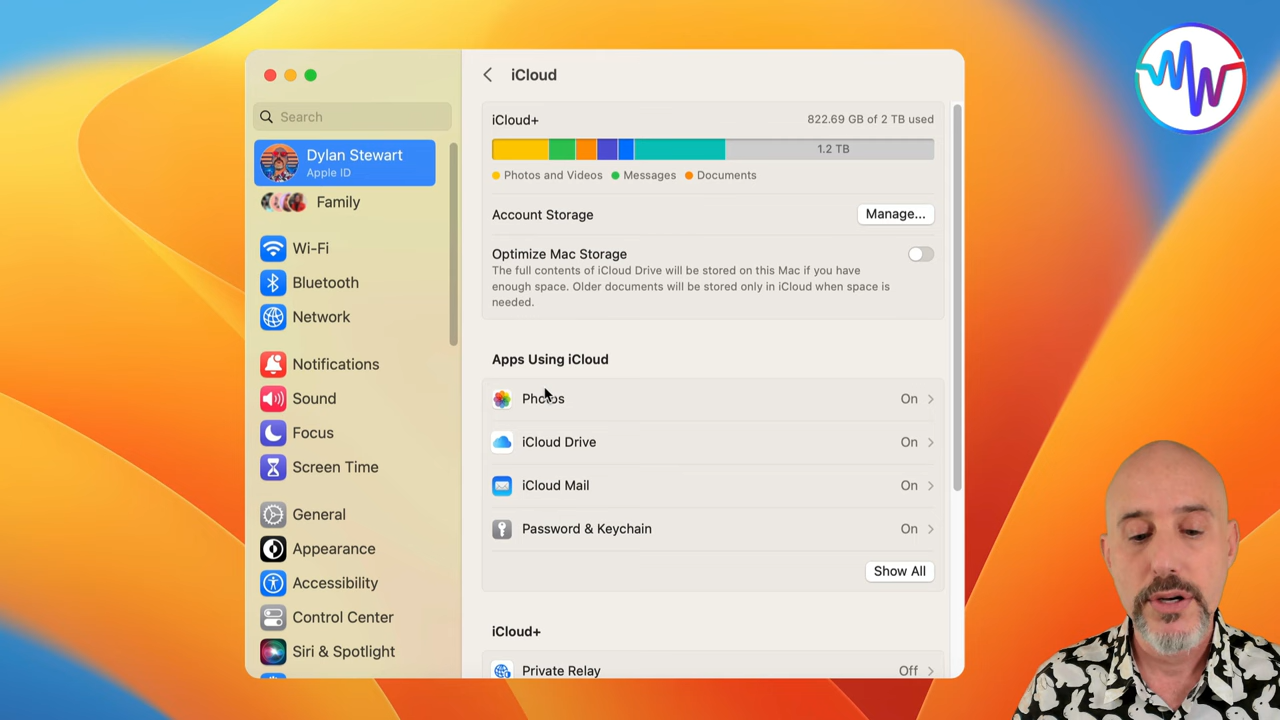 iCloud
Search
Dylan Stewart
Apple ID
Family
Wi-Fi
Bluetooth
Network
Notifications
Sound
Focus
Screen Time
General
Appearance
Accessibility
Control Center
Siri & Spotlight
iCloud+
822.69 GB of 2 TB used
1.2 TB
Photos and Videos
Messages
Documents
Account Storage
Manage...
Optimize Mac Storage
The full contents of iCloud Drive will be stored on this Mac if you have
enough space. Older documents will be stored only in iCloud when space is
needed.
Apps Using iCloud
Photos
On
iCloud Drive
On
iCloud Mail
On
Password & Keychain
On
Show All
iCloud+
Private Relay
Off
MW